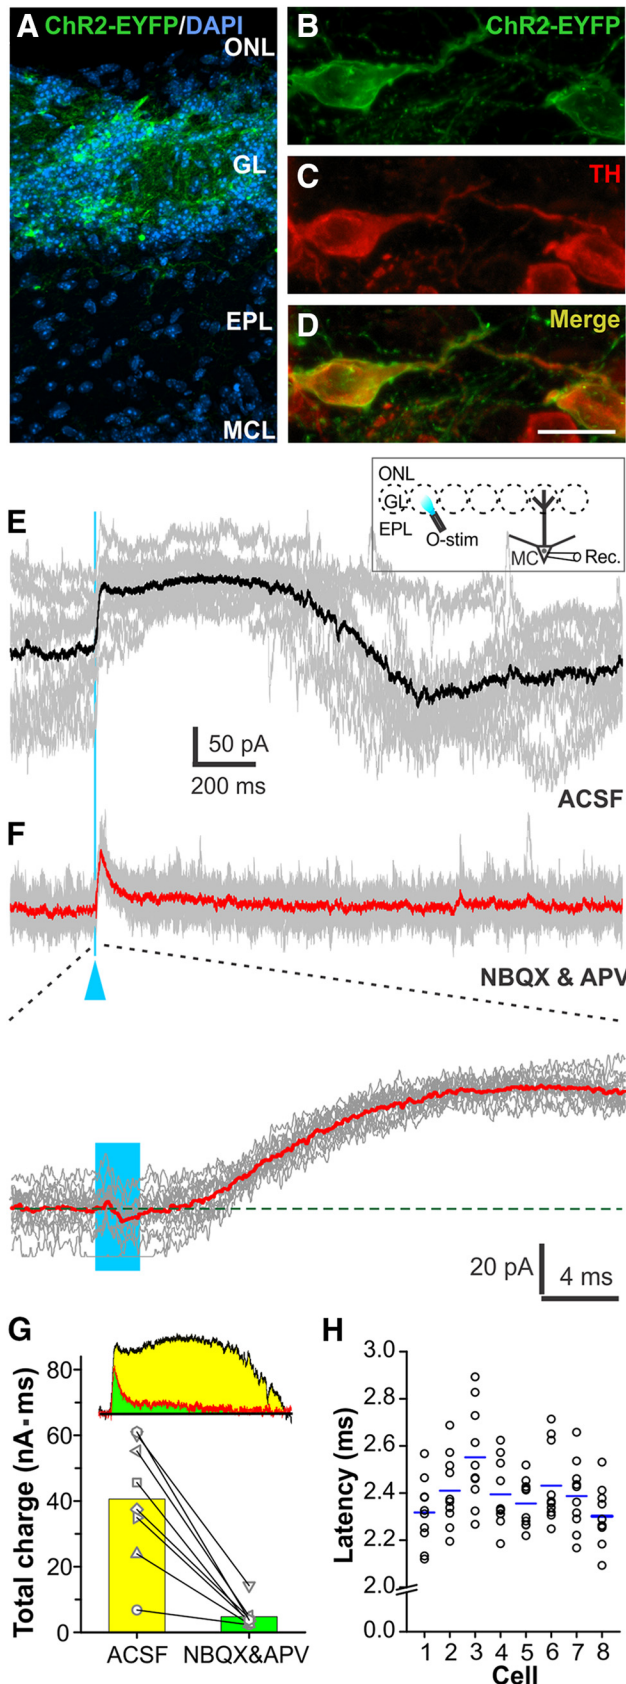 A ChR2-EYFP/DAPI
ONL
GL
EPL
MCL
B ChR2-EYFP
C TH
D Merge
E
ONL
GL
EPL
O-stim
MC
Rec.
50 pA
200 ms
ACSF
F
NBQX & APV
20 pA
4 ms
G
Total charge (nA▪ms)
80
60
40
20
0
ACSF NBQX&APV
H
Latency (ms)
3.0
2.8
2.6
2.4
2.2
2.0
0.0
1 2 3 4 5 6 7 8
Cell